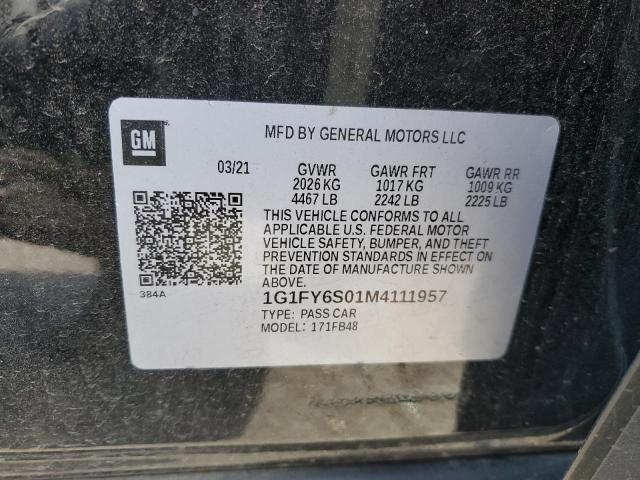 GM
MFD BY GENERAL MOTORS LLC
03/21 GVWR GAWR FRT GAWR RR
2026 KG 1017 KG 1009 KG
4467 LB 2242 LB 2225 LB
THIS VEHICLE CONFORMS TO ALL
APPLICABLE U.S. FEDERAL MOTOR
VEHICLE SAFETY, BUMPER, AND THEFT
PREVENTION STANDARDS IN EFFECT ON
THE DATE OF MANUFACTURE SHOWN
ABOVE.
384A
1G1FY6S01M4111957
TYPE: PASS CAR
MODEL: 171FB48